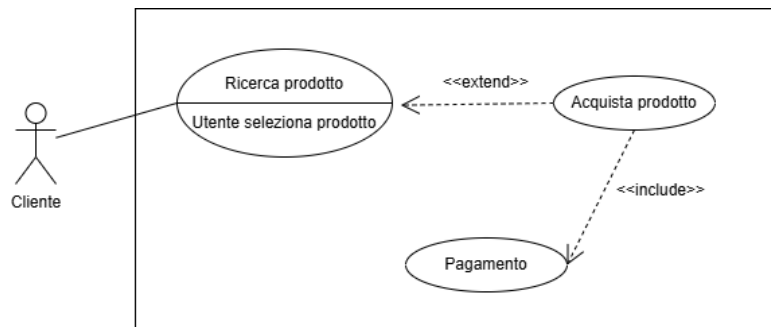 Ricerca prodotto
<<extend>>
Acquista prodotto
Utente seleziona prodotto
<<include>>
Cliente
Pagamento